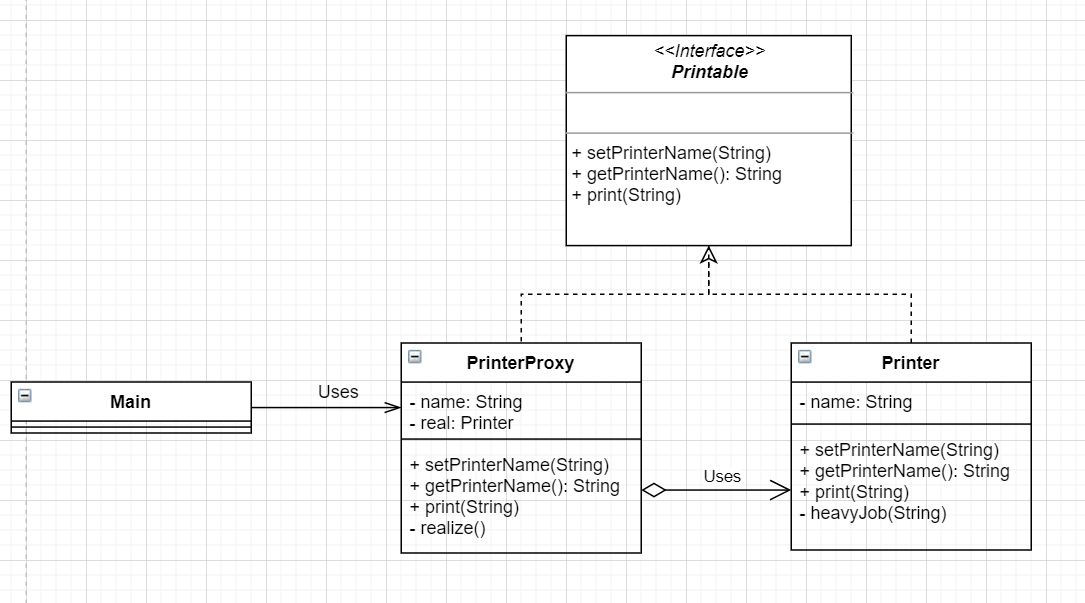 <<Interface>>
Printable
+ setPrinterName(String)
+ getPrinterName(): String
+ print(String)
Main
Uses
PrinterProxy
- name: String
- real: Printer
+ setPrinterName(String)
+ getPrinterName(): String
+ print(String)
- realize()
Uses
Printer
- name: String
+ setPrinterName(String)
+ getPrinterName(): String
+ print(String)
- heavyJob(String)